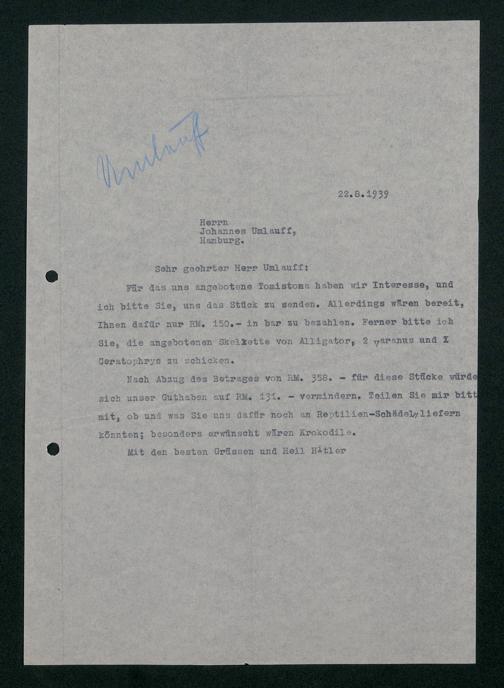 Umlauff
22.8.1939
Herrn
Johannes Umlauff,
Hamburg.
Sehr geehrter Herr Umlauff:
Für das uns angebotene Tomistoma haben wir Interesse, und
ich bitte Sie, uns das Stück zu senden. Allerdings wären bereit,
Ihnen dafür nur RM. 150.- in bar zu bezahlen. Ferner bitte ich
Sie, die angebotenen Skelette von Alligator, 2 Varanus und I
Ceratophrys zu schicken.
Nach Abzug des Betrages von RM. 358. - für diese Stücke würde
sich unser Guthaben auf RM. 131. - vermindern. Teilen Sie mir bitt
mit, ob und was Sie uns dafür noch an Reptilien-Schädel liefern
könnten; besonders erwünscht wären Krokodile.
Mit den besten Grüssen und Heil Hitler